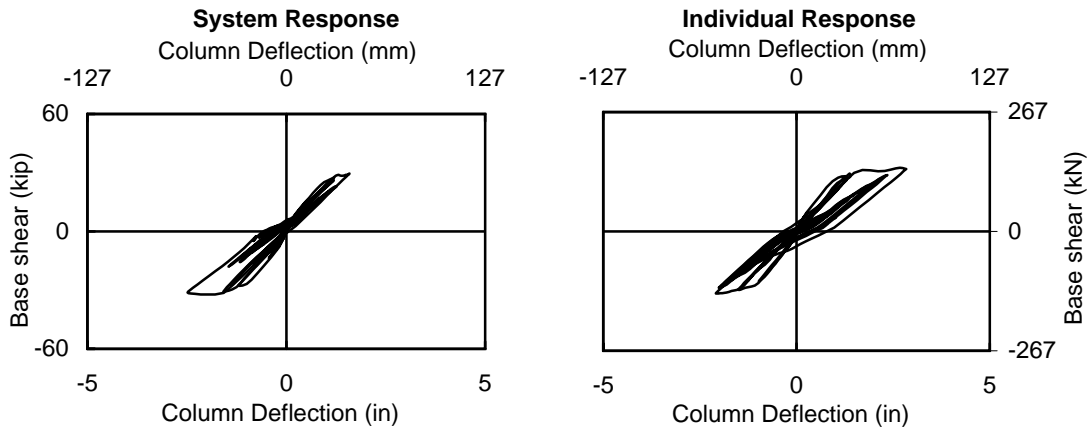 System Response
Column Deflection (mm)
-127 0 127
60
0
-60
Base shear (kip)
-5 0 5
Column Deflection (in)
Individual Response
Column Deflection (mm)
-127 0 127
267
0
-267
Base shear (kN)
-5 0 5
Column Deflection (in)